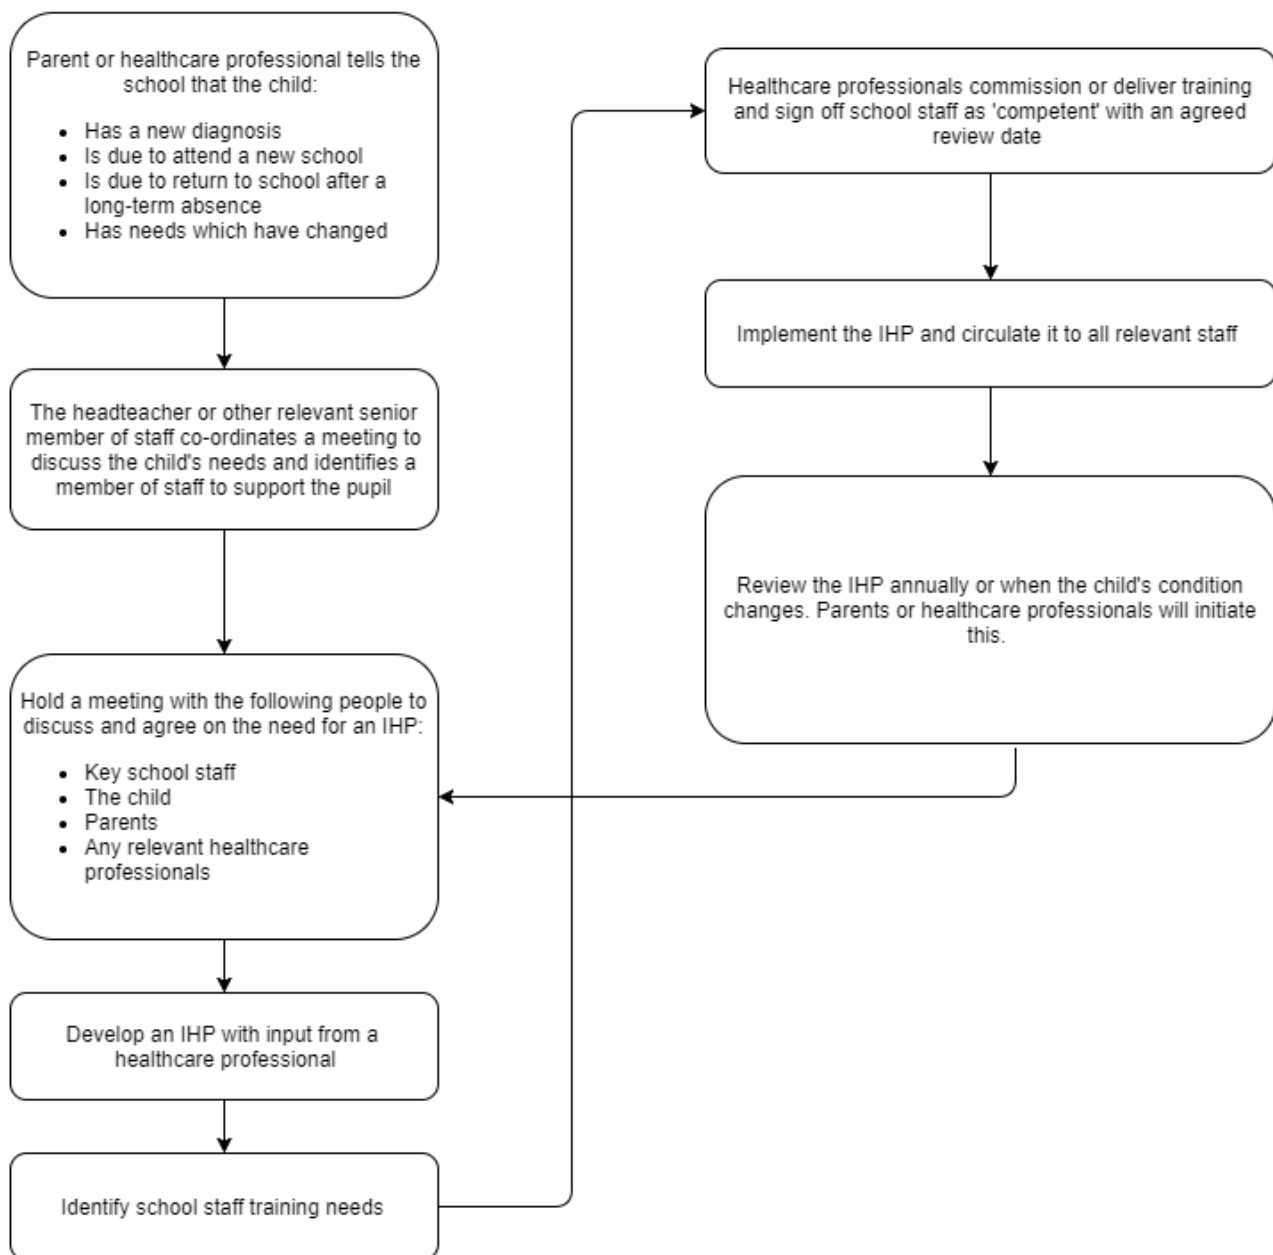 Parent or healthcare professional tells the
school that the child:
• Has a new diagnosis
• Is due to attend a new school
• Is due to return to school after a
long-term absence
• Has needs which have changed
The headteacher or other relevant senior
member of staff co-ordinates a meeting to
discuss the child's needs and identifies a
member of staff to support the pupil
Hold a meeting with the following people to
discuss and agree on the need for an IHP:
• Key school staff
• The child
• Parents
• Any relevant healthcare
professionals
Develop an IHP with input from a
healthcare professional
Identify school staff training needs
Healthcare professionals commission or deliver training
and sign off school staff as 'competent' with an agreed
review date
Implement the IHP and circulate it to all relevant staff
Review the IHP annually or when the child's condition
changes. Parents or healthcare professionals will initiate
this.